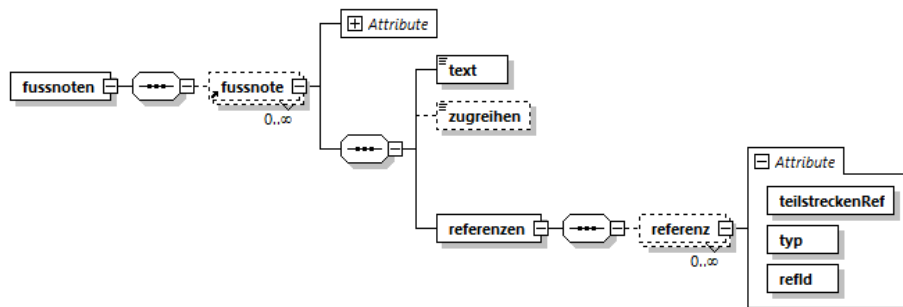 Attribute
text
fussnoten
fussnote
zugreihen
0..∞
Attribute
teilstreckenRef
referenzen
referenz
typ
0..∞
refId